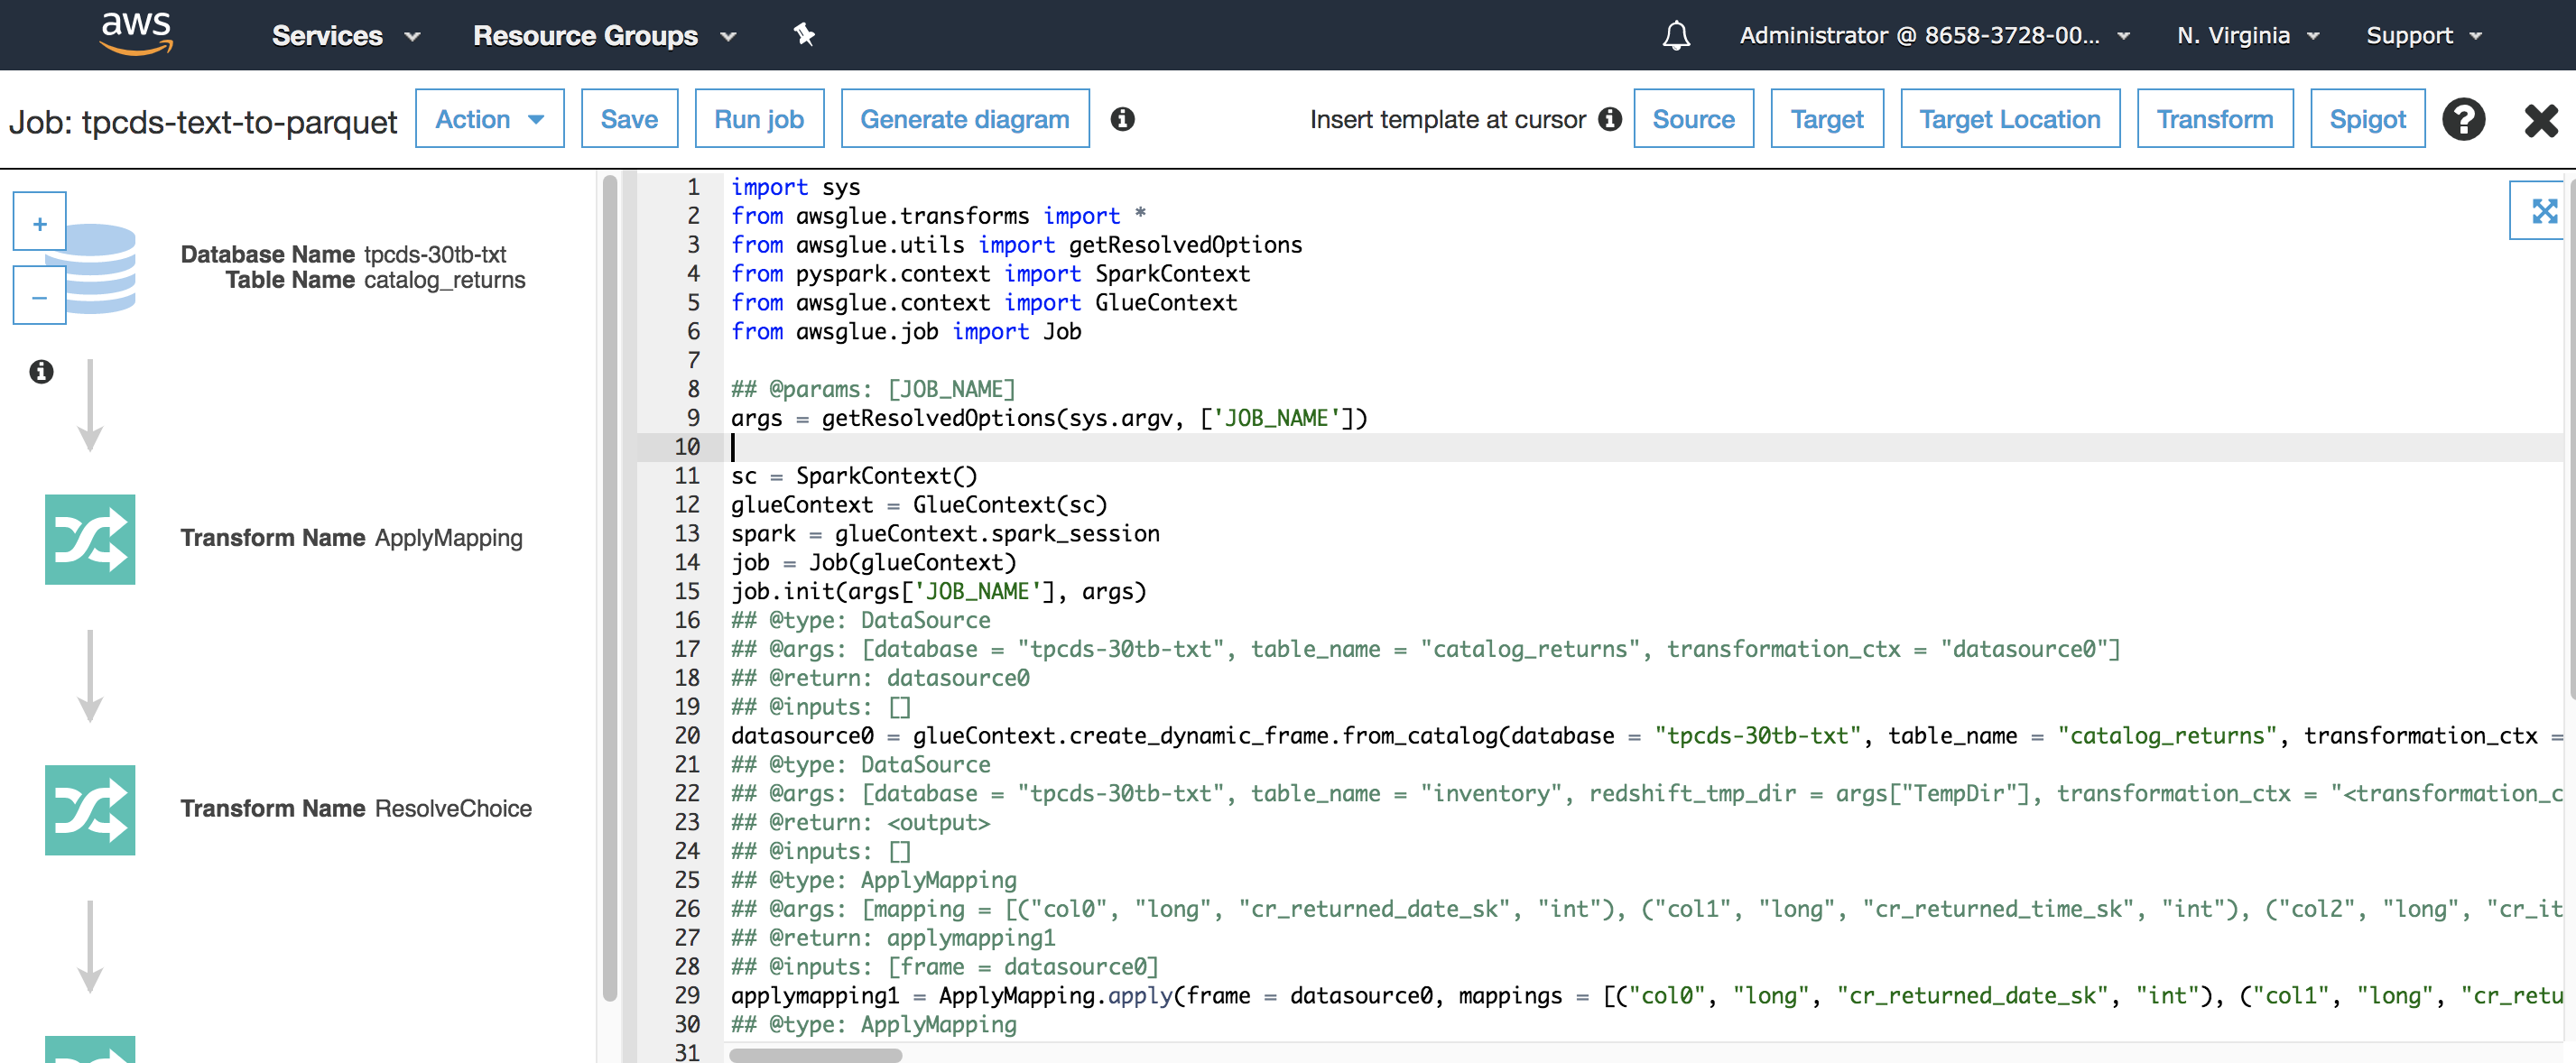 aws Services Resource Groups Administrator @ 8658-3728-00... N. Virginia Support
Job: tpcds-text-to-parquet Action Save Run job Generate diagram Insert template at cursor Source Target Target Location Transform Spigot
Database Name tpcds-30tb-txt
Table Name catalog_returns
Transform Name ApplyMapping
Transform Name ResolveChoice
1 import sys
2 from awsglue.transforms import *
3 from awsglue.utils import getResolvedOptions
4 from pyspark.context import SparkContext
5 from awsglue.context import GlueContext
6 from awsglue.job import Job
7
8 ## @params: [JOB_NAME]
9 args = getResolvedOptions(sys.argv, ['JOB_NAME'])
10
11 sc = SparkContext()
12 glueContext = GlueContext(sc)
13 spark = glueContext.spark_session
14 job = Job(glueContext)
15 job.init(args['JOB_NAME'], args)
16 ## @type: DataSource
17 ## @args: [database = "tpcds-30tb-txt", table_name = "catalog_returns", transformation_ctx = "datasource0"]
18 ## @return: datasource0
19 ## @inputs: []
20 datasource0 = glueContext.create_dynamic_frame.from_catalog(database = "tpcds-30tb-txt", table_name = "catalog_returns", transformation_ctx =
21 ## @type: DataSource
22 ## @args: [database = "tpcds-30tb-txt", table_name = "inventory", redshift_tmp_dir = args["TempDir"], transformation_ctx = "<transformation_c
23 ## @return: <output>
24 ## @inputs: []
25 ## @type: ApplyMapping
26 ## @args: [mapping = [("col0", "long", "cr_returned_date_sk", "int"), ("col1", "long", "cr_returned_time_sk", "int"), ("col2", "long", "cr_it
27 ## @return: applymapping1
28 ## @inputs: [frame = datasource0]
29 applymapping1 = ApplyMapping.apply(frame = datasource0, mappings = [("col0", "long", "cr_returned_date_sk", "int"), ("col1", "long", "cr_retu
30 ## @type: ApplyMapping
31